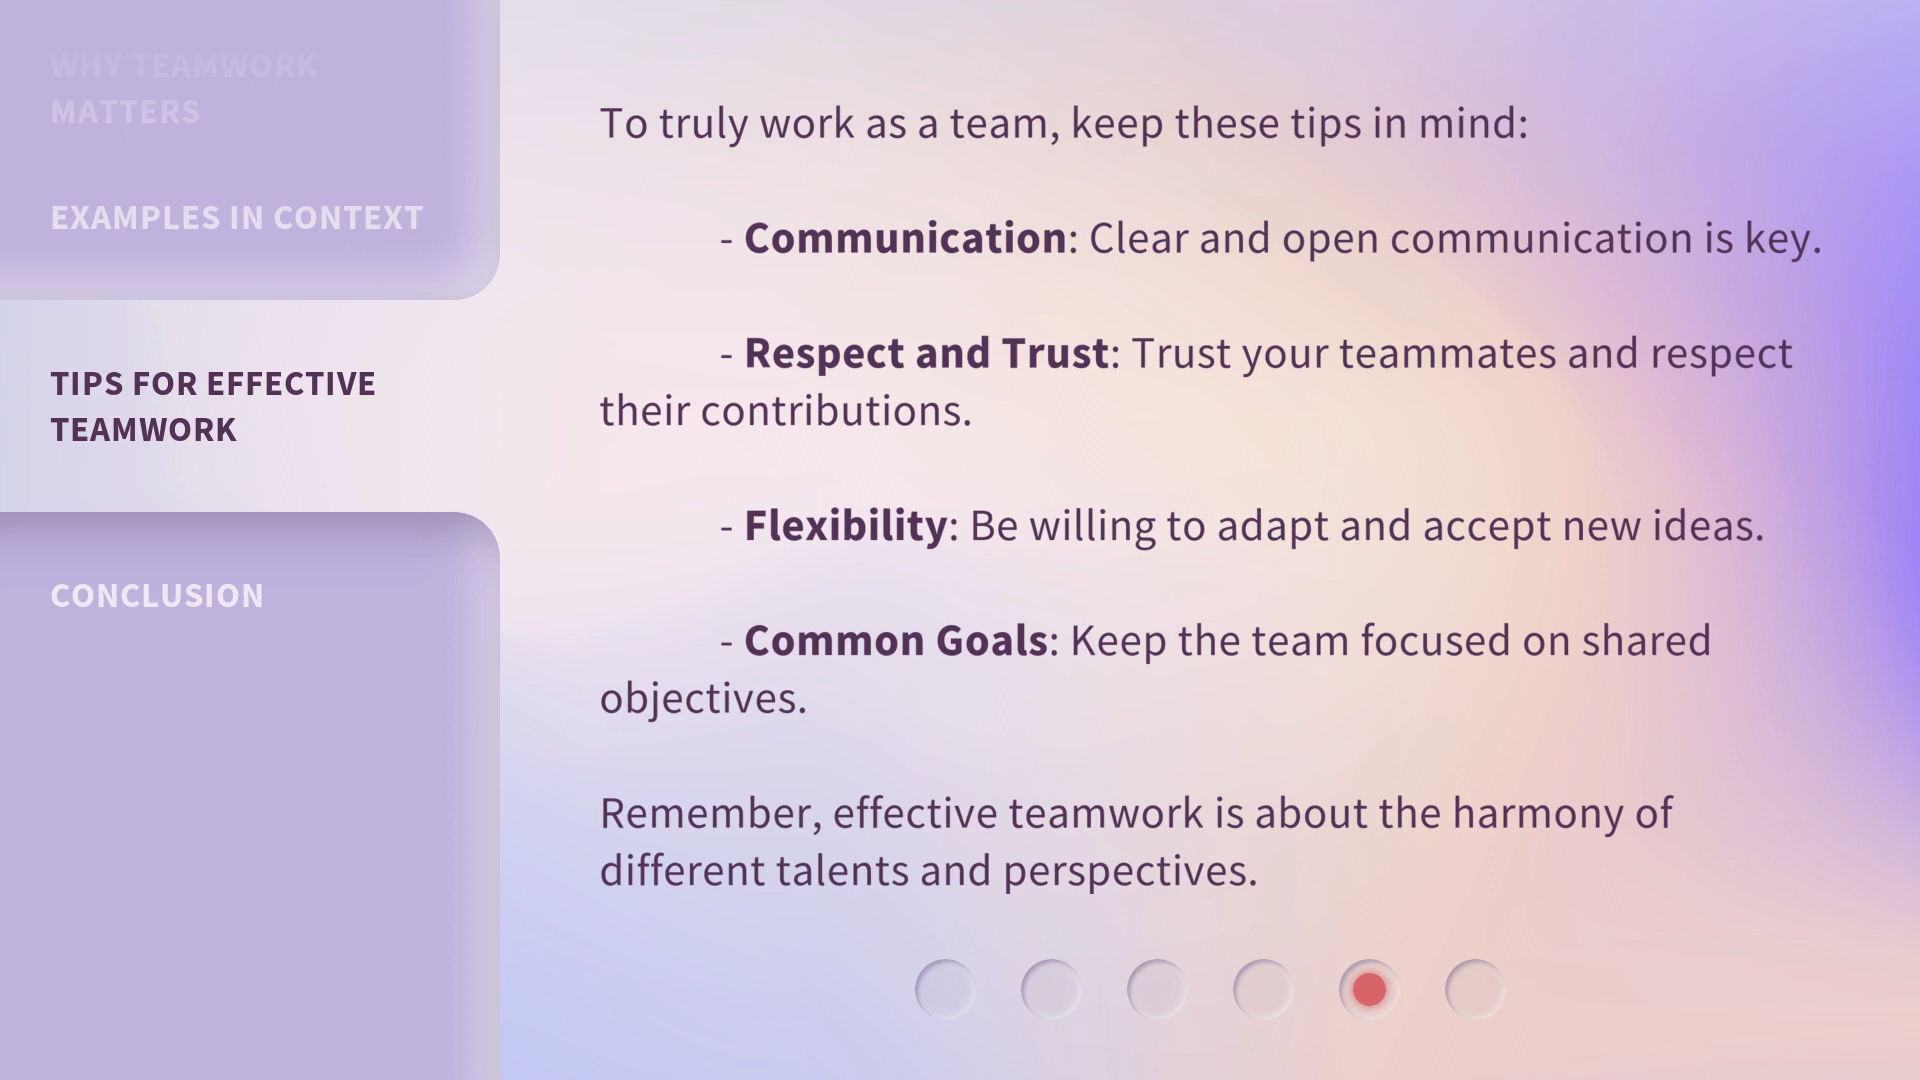 WHY TEAMWORK
MATTERS
EXAMPLES IN CONTEXT
TIPS FOR EFFECTIVE
TEAMWORK
CONCLUSION
To truly work as a team, keep these tips in mind:
- Communication: Clear and open communication is key.
- Respect and Trust: Trust your teammates and respect
their contributions.
- Flexibility: Be willing to adapt and accept new ideas.
- Common Goals: Keep the team focused on shared
objectives.
Remember, effective teamwork is about the harmony of
different talents and perspectives.